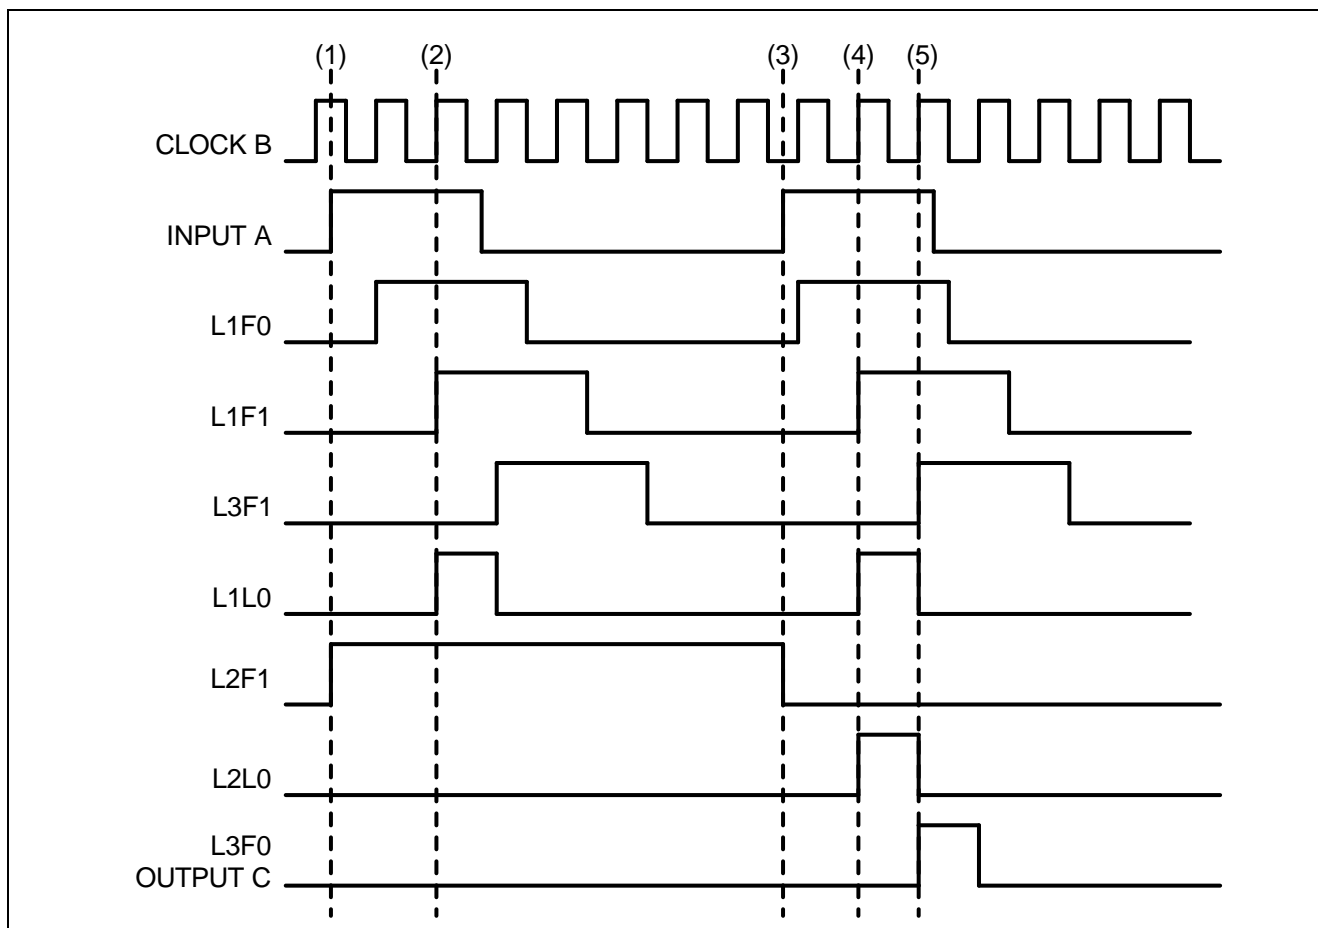 (1) (2) (3) (4) (5)
CLOCK B
INPUT A
L1F0
L1F1
L3F1
L1L0
L2F1
L2L0
L3F0
OUTPUT C